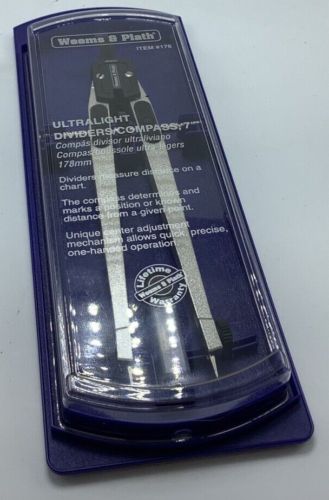 Weems & Plath
ITEM #176
Weems & Plath
ULTRALIGHT
DIVIDERS/COMPASS, 7"
Compás divisor ultraliviano
Compas/boussole ultra légers
178mm
Dividers measure distance on a
chart.
The compass determines and
marks a position or known
distance from a given point.
Unique center adjustment
mechanism allows quick, precise,
one-handed operation.
Lifetime
Weems & Plath
Warranty